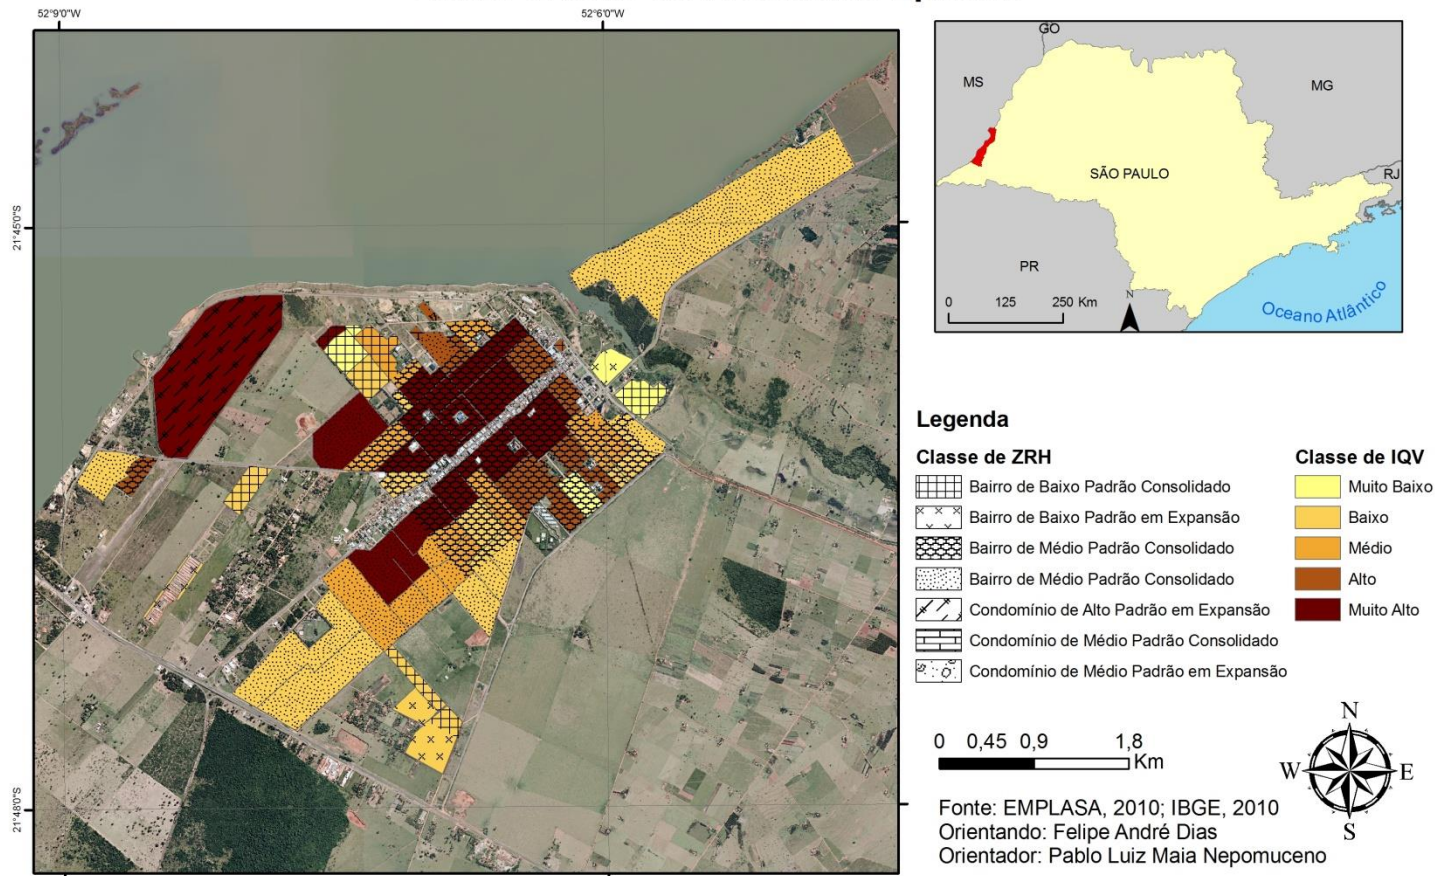 52°9'0"W
52°6'0"W
21°45'0"S
21°48'0"S
GO
MS
MG
SÃO PAULO
RJ
PR
0 125 250 Km
N
Oceano Atlântico
Legenda
Classe de ZRH
Bairro de Baixo Padrão Consolidado
Bairro de Baixo Padrão em Expansão
Bairro de Médio Padrão Consolidado
Bairro de Médio Padrão Consolidado
Condomínio de Alto Padrão em Expansão
Condomínio de Médio Padrão Consolidado
Condomínio de Médio Padrão em Expansão
Classe de IQV
Muito Baixo
Baixo
Médio
Alto
Muito Alto
0 0,45 0,9 1,8
Km
N
W E
S
Fonte: EMPLASA, 2010; IBGE, 2010
Orientando: Felipe André Dias
Orientador: Pablo Luiz Maia Nepomuceno